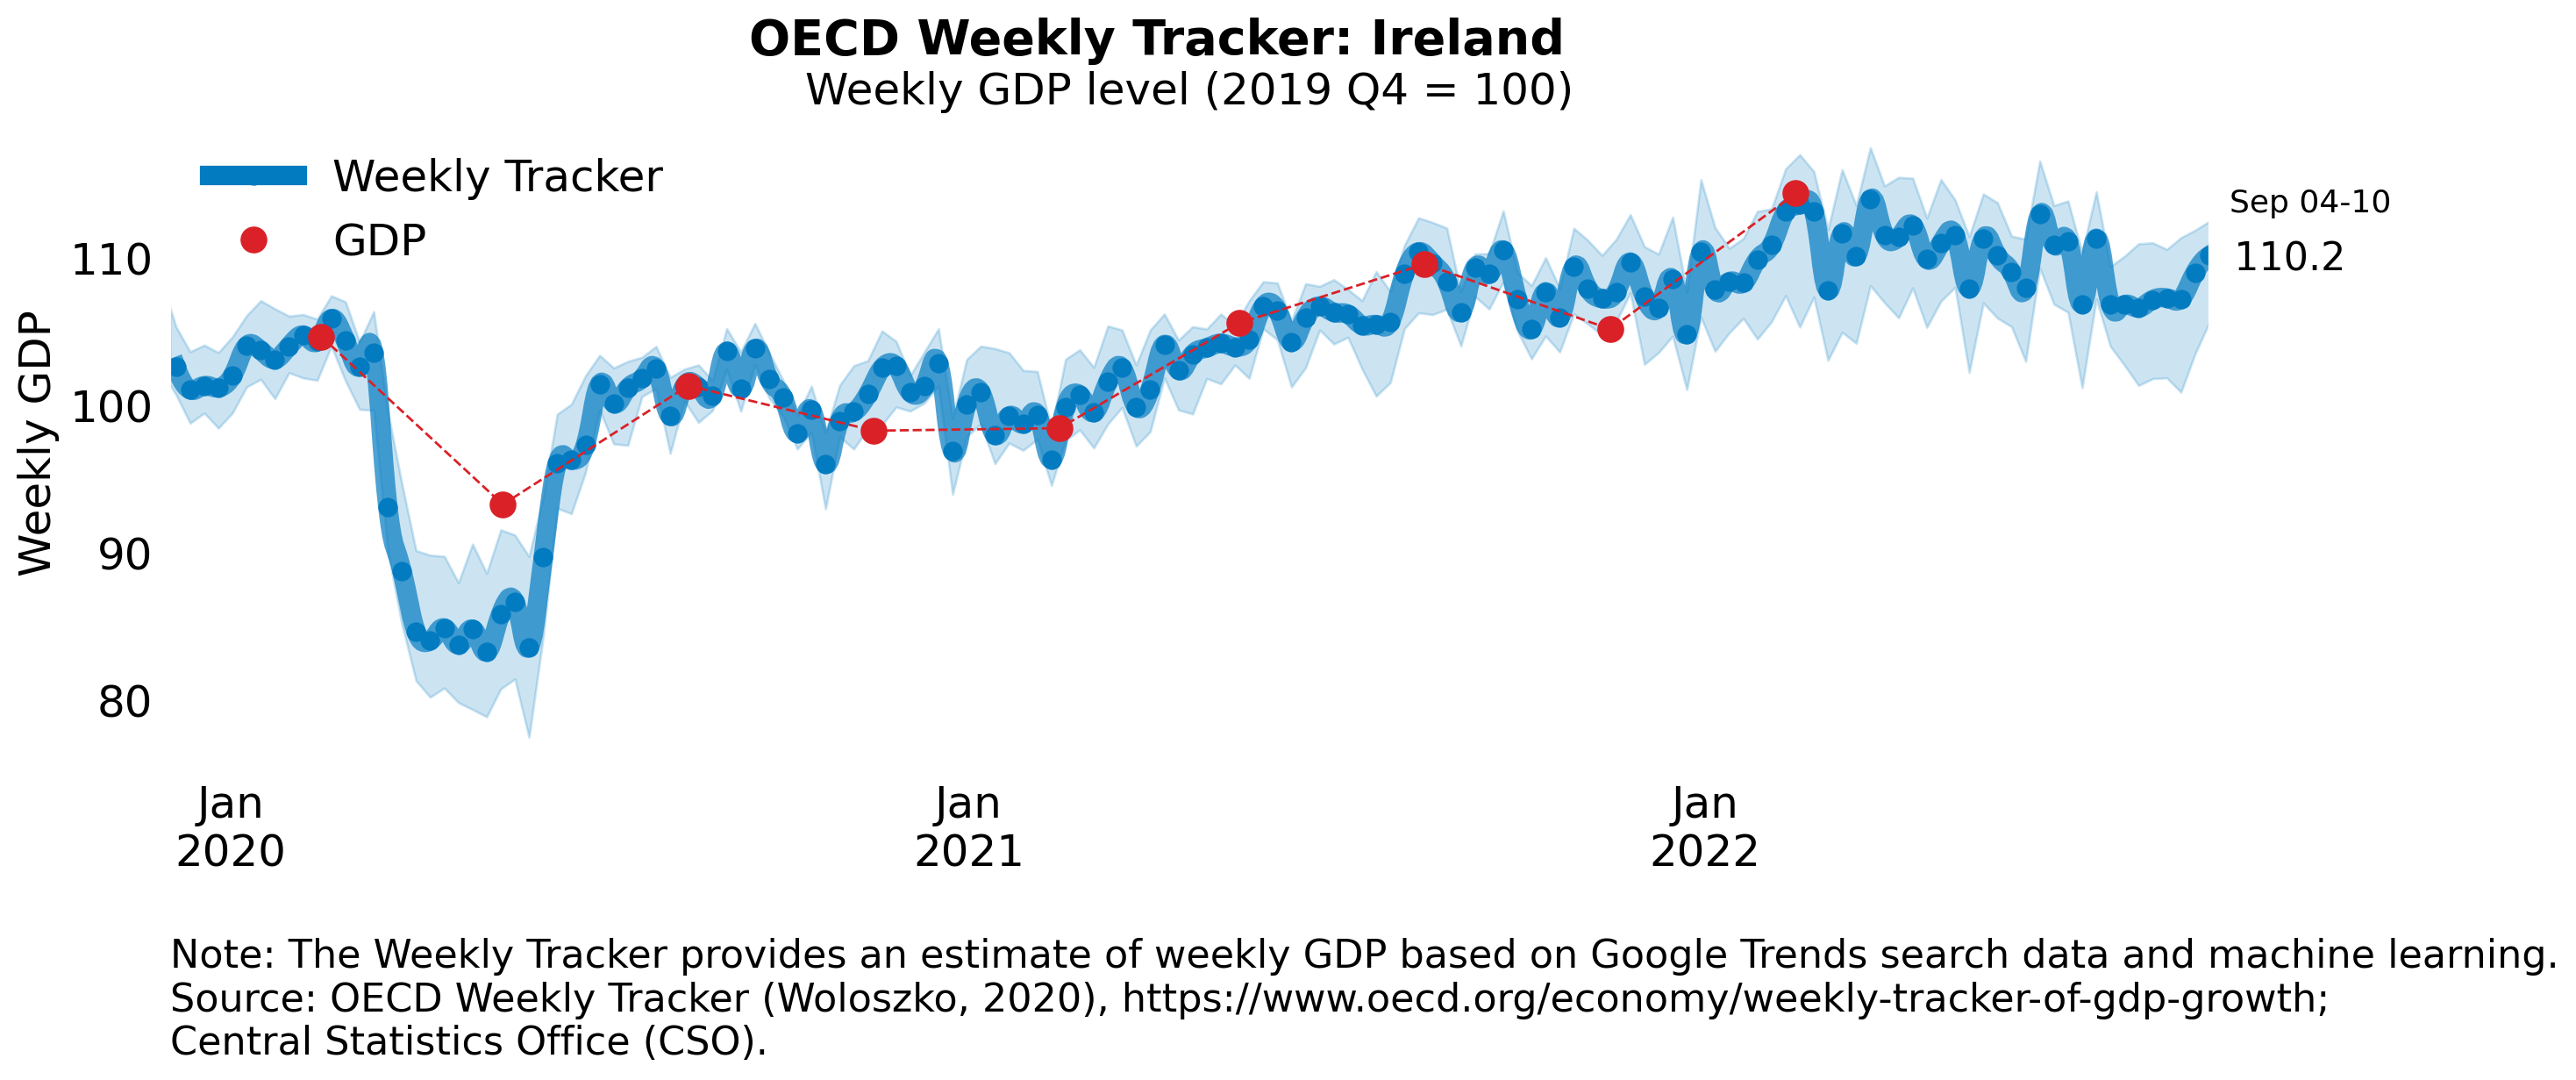 OECD Weekly Tracker: Ireland
Weekly GDP level (2019 Q4 = 100)
Weekly Tracker
GDP
Sep 04-10
110.2
Weekly GDP
110
100
90
80
Jan
2020
Jan
2021
Jan
2022
Note: The Weekly Tracker provides an estimate of weekly GDP based on Google Trends search data and machine learning.
Source: OECD Weekly Tracker (Woloszko, 2020), https://www.oecd.org/economy/weekly-tracker-of-gdp-growth;
Central Statistics Office (CSO).